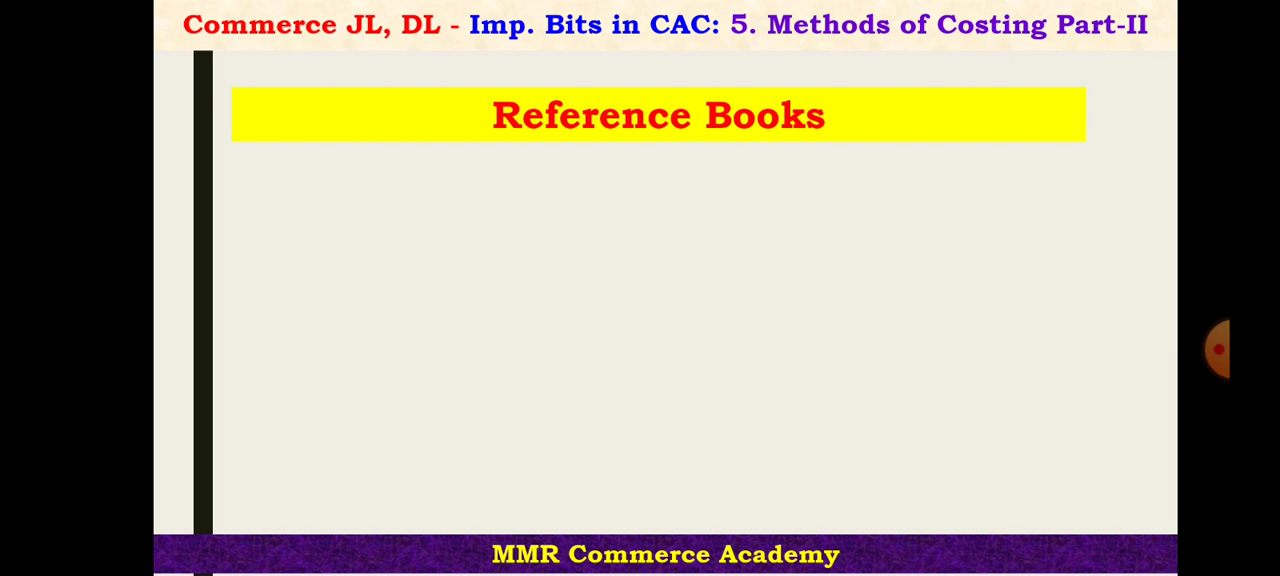 Commerce JL, DL - Imp. Bits in CAC: 5. Methods of Costing Part-II
Reference Books
MMR Commerce Academy